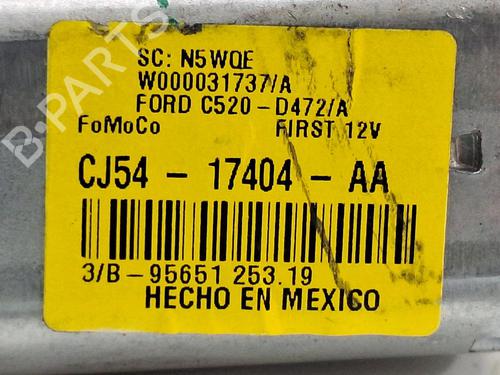 SC: N5WQE
W000031737/A
FORD C520-D472/A
FoMoCo FIRST 12V
CJ54 - 17404 - AA
3/B-95651 253.19
HECHO EN MEXICO
B-PARTS